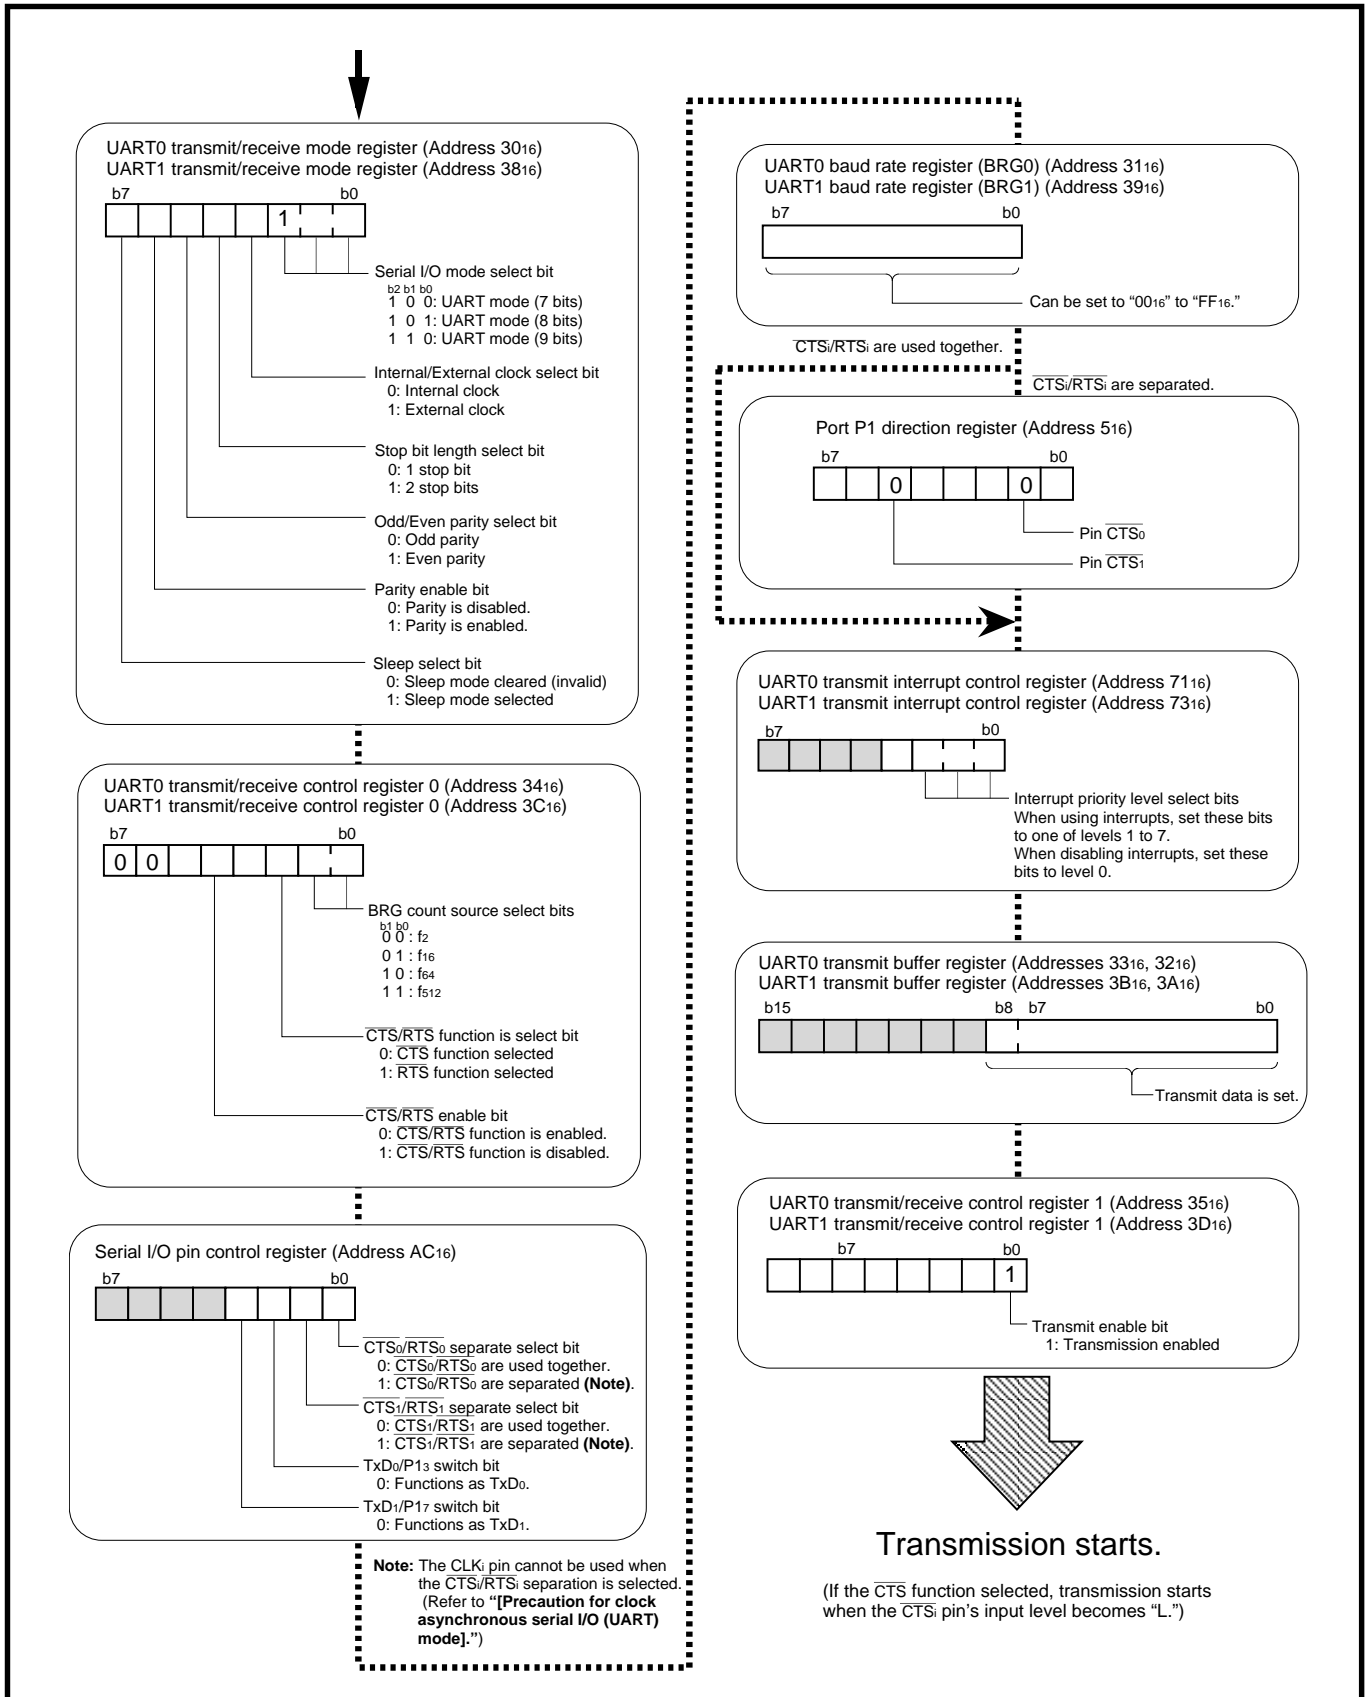 UART0 transmit/receive mode register (Address 3016)
UART1 transmit/receive mode register (Address 3816)
b7 b0
1
Serial I/O mode select bit
b2 b1 b0
1 0 0: UART mode (7 bits)
1 0 1: UART mode (8 bits)
1 1 0: UART mode (9 bits)
Internal/External clock select bit
0: Internal clock
1: External clock
Stop bit length select bit
0: 1 stop bit
1: 2 stop bits
Odd/Even parity select bit
0: Odd parity
1: Even parity
Parity enable bit
0: Parity is disabled.
1: Parity is enabled.
Sleep select bit
0: Sleep mode cleared (invalid)
1: Sleep mode selected
UART0 transmit/receive control register 0 (Address 3416)
UART1 transmit/receive control register 0 (Address 3C16)
b7 b0
0 0
BRG count source select bits
b1 b0
0 0 : f2
0 1 : f16
1 0 : f64
1 1 : f512
CTS/RTS function is select bit
0: CTS function selected
1: RTS function selected
CTS/RTS enable bit
0: CTS/RTS function is enabled.
1: CTS/RTS function is disabled.
Serial I/O pin control register (Address AC16)
b7 b0
CTS0/RTS0 separate select bit
0: CTS0/RTS0 are used together.
1: CTS0/RTS0 are separated (Note).
CTS1/RTS1 separate select bit
0: CTS1/RTS1 are used together.
1: CTS1/RTS1 are separated (Note).
TxD0/P13 switch bit
0: Functions as TxD0.
TxD1/P17 switch bit
0: Functions as TxD1.
Note: The CLKi pin cannot be used when
the CTSi/RTSi separation is selected.
(Refer to “[Precaution for clock
asynchronous serial I/O (UART)
mode].”)
UART0 baud rate register (BRG0) (Address 3116)
UART1 baud rate register (BRG1) (Address 3916)
b7 b0
Can be set to “0016” to “FF16.”
CTSi/RTSi are used together.
CTSi/RTSi are separated.
Port P1 direction register (Address 516)
b7 b0
0 0
Pin CTS0
Pin CTS1
UART0 transmit interrupt control register (Address 7116)
UART1 transmit interrupt control register (Address 7316)
b7 b0
Interrupt priority level select bits
When using interrupts, set these bits
to one of levels 1 to 7.
When disabling interrupts, set these
bits to level 0.
UART0 transmit buffer register (Addresses 3316, 3216)
UART1 transmit buffer register (Addresses 3B16, 3A16)
b15 b8 b7 b0
Transmit data is set.
UART0 transmit/receive control register 1 (Address 3516)
UART1 transmit/receive control register 1 (Address 3D16)
b7 b0
1
Transmit enable bit
1: Transmission enabled
Transmission starts.
(If the CTS function selected, transmission starts
when the CTSi pin’s input level becomes “L.”)